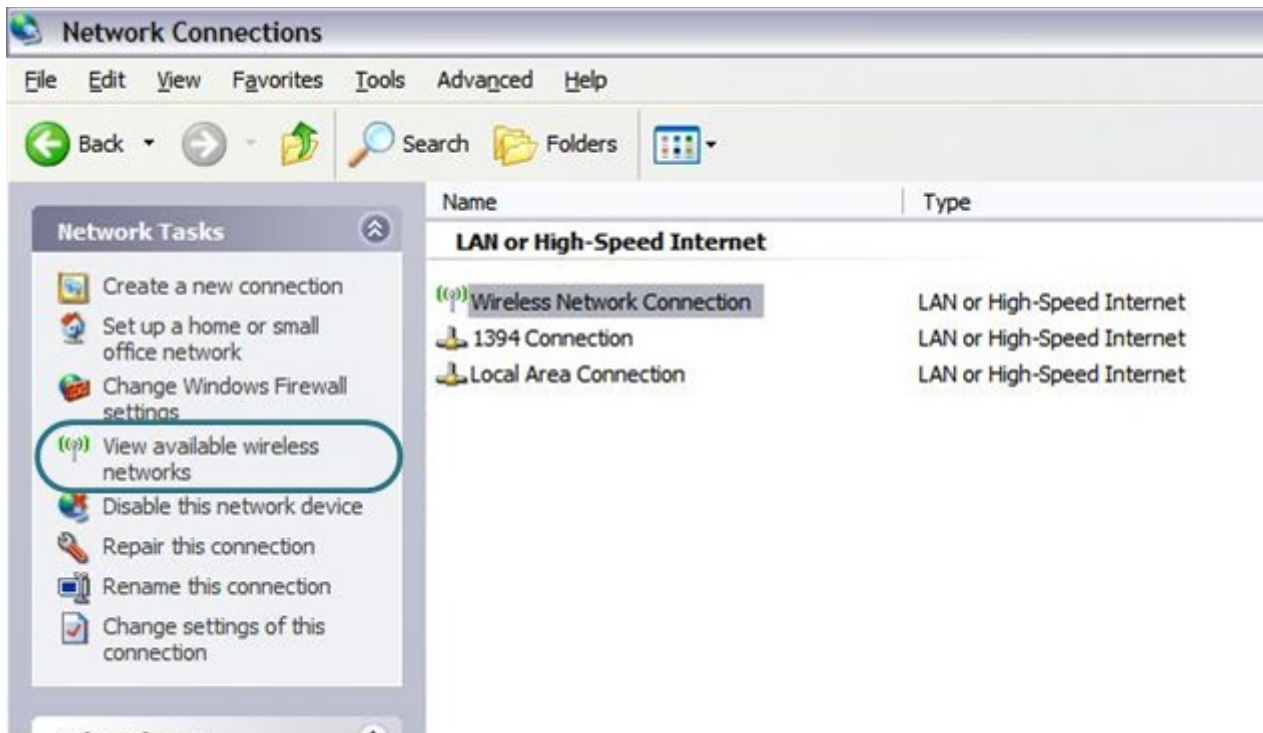 Network Connections
File Edit View Favorites Tools Advanced Help
Back Search Folders
Network Tasks
Create a new connection
Set up a home or small
office network
Change Windows Firewall
settings
View available wireless
networks
Disable this network device
Repair this connection
Rename this connection
Change settings of this
connection
Name Type
LAN or High-Speed Internet
Wireless Network Connection LAN or High-Speed Internet
1394 Connection LAN or High-Speed Internet
Local Area Connection LAN or High-Speed Internet